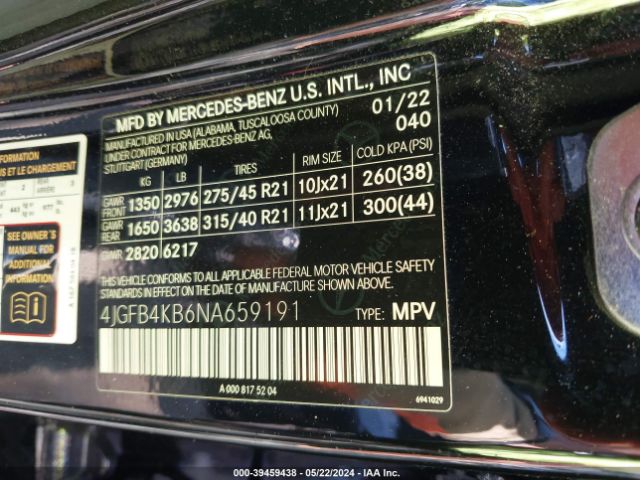 MFD BY MERCEDES-BENZ U.S. INTL., INC
MANUFACTURED IN USA (ALABAMA, TUSCALOOSA COUNTY) 01/22
UNDER CONTRACT FOR MERCEDES-BENZ AG, 040
STUTTGART (GERMANY)
KG LB TIRES RIM SIZE COLD KPA (PSI)
GAWR FRONT 1350 2976 275/45 R21 10Jx21 260(38)
GAWR REAR 1650 3638 315/40 R21 11Jx21 300(44)
GWR 2820 6217
THIS VEHICLE CONFORMS TO ALL APPLICABLE FEDERAL MOTOR VEHICLE SAFETY
STANDARDS IN EFFECT ON THE DATE OF MANUFACTURE SHOWN ABOVE.
4JGFB4KB6NA659191 TYPE: MPV
A 000 817 52 04
6941029
NFORMATION
US ET LE CHARGEMENT
SEE OWNER'S
MANUAL FOR
ADDITIONAL
INFORMATION
000-39459438 - 05/22/2024 - IAA Inc.